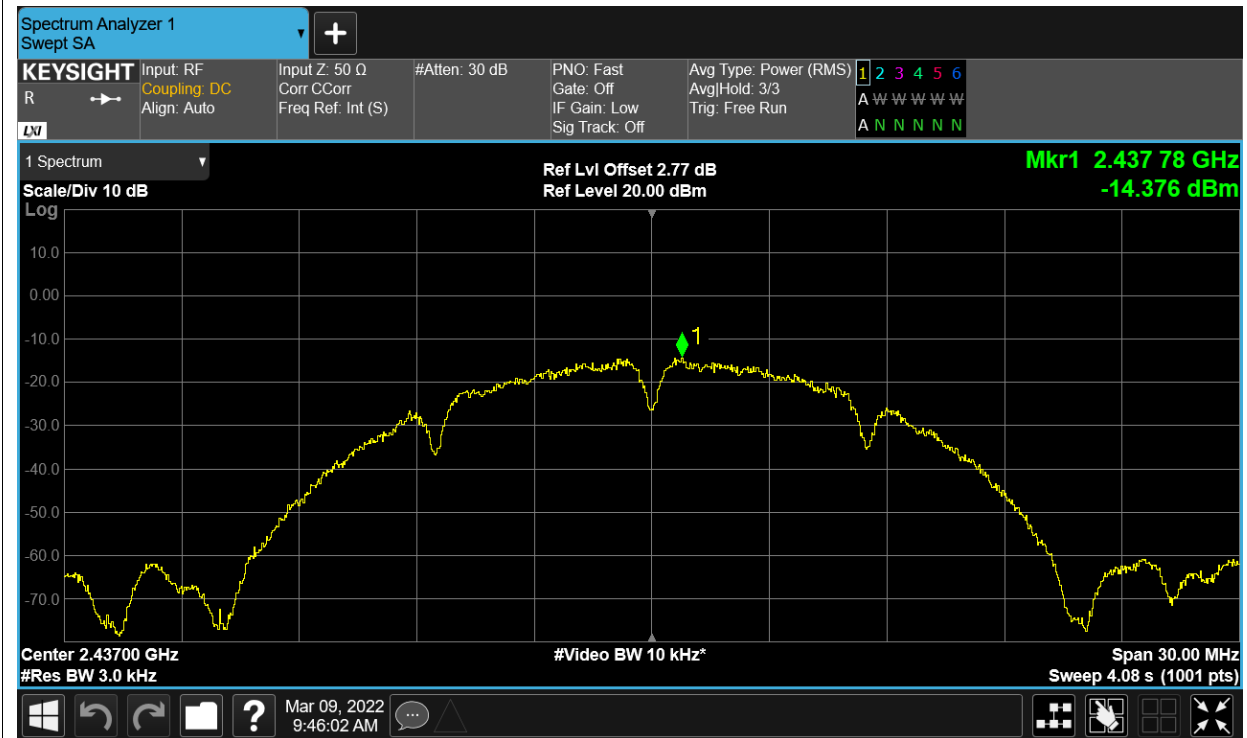 Spectrum Analyzer 1
Swept SA
KEYSIGHT
R
LXI
Input: RF
Coupling: DC
Align: Auto
Input Z: 50 Ω
Corr CCorr
Freq Ref: Int (S)
#Atten: 30 dB
PNO: Fast
Gate: Off
IF Gain: Low
Sig Track: Off
Avg Type: Power (RMS)
Avg|Hold: 3/3
Trig: Free Run
1 2 3 4 5 6
A W W W W W
A N N N N N
1 Spectrum
Scale/Div 10 dB
Log
Ref Lvl Offset 2.77 dB
Ref Level 20.00 dBm
Mkr1 2.437 78 GHz
-14.376 dBm
10.0
0.00
-10.0
1
-20.0
-30.0
-40.0
-50.0
-60.0
-70.0
Center 2.43700 GHz
#Res BW 3.0 kHz
#Video BW 10 kHz*
Span 30.00 MHz
Sweep 4.08 s (1001 pts)
?
Mar 09, 2022
9:46:02 AM